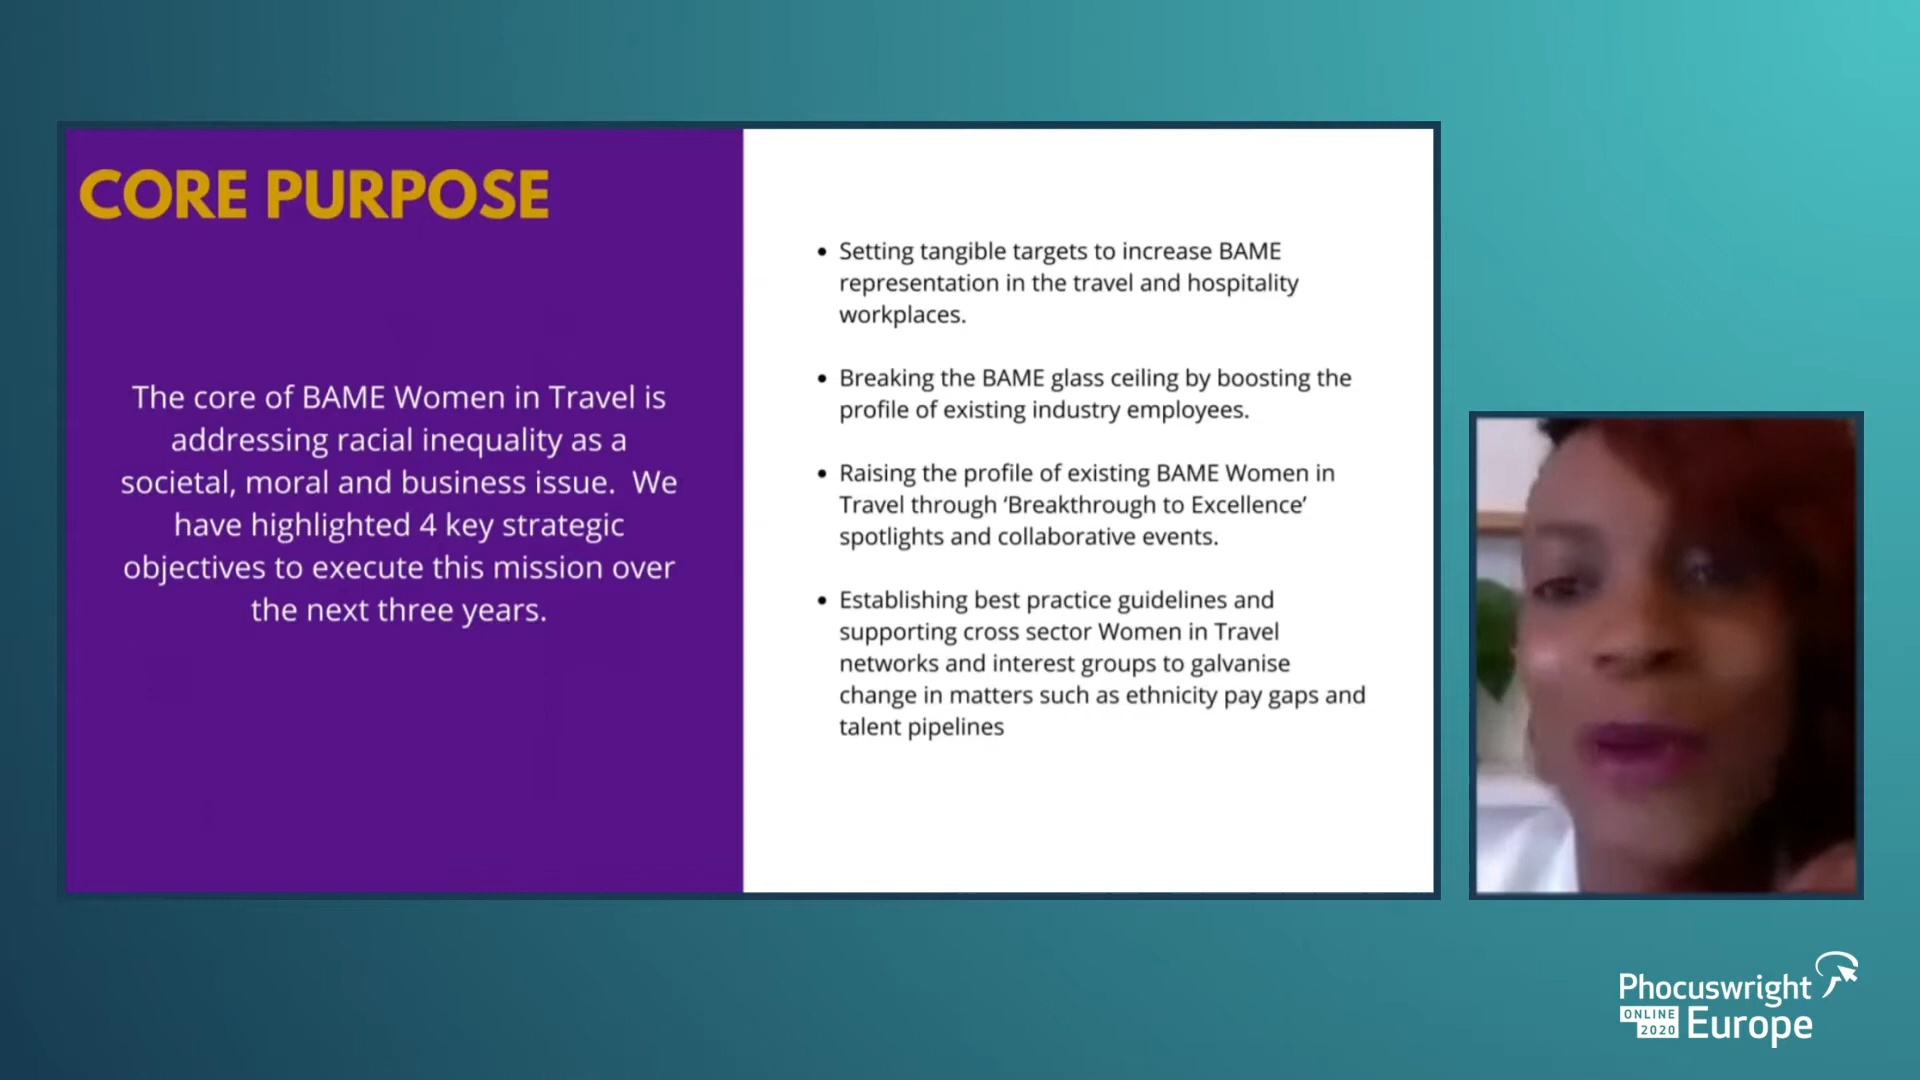 CORE PURPOSE
The core of BAME Women in Travel is
addressing racial inequality as a
societal, moral and business issue.  We
have highlighted 4 key strategic
objectives to execute this mission over
the next three years.
• Setting tangible targets to increase BAME
representation in the travel and hospitality
workplaces.
• Breaking the BAME glass ceiling by boosting the
profile of existing industry employees.
• Raising the profile of existing BAME Women in
Travel through ‘Breakthrough to Excellence’
spotlights and collaborative events.
• Establishing best practice guidelines and
supporting cross sector Women in Travel
networks and interest groups to galvanise
change in matters such as ethnicity pay gaps and
talent pipelines
Phocuswright
ONLINE
2020
Europe